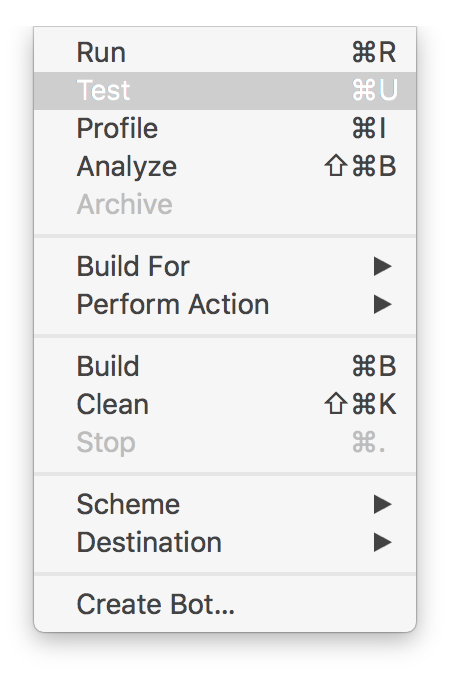 Run ⌘R
Test ⌘U
Profile ⌘I
Analyze ⇧⌘B
Archive
Build For ▶
Perform Action ▶
Build ⌘B
Clean ⇧⌘K
Stop ⌘.
Scheme ▶
Destination ▶
Create Bot...